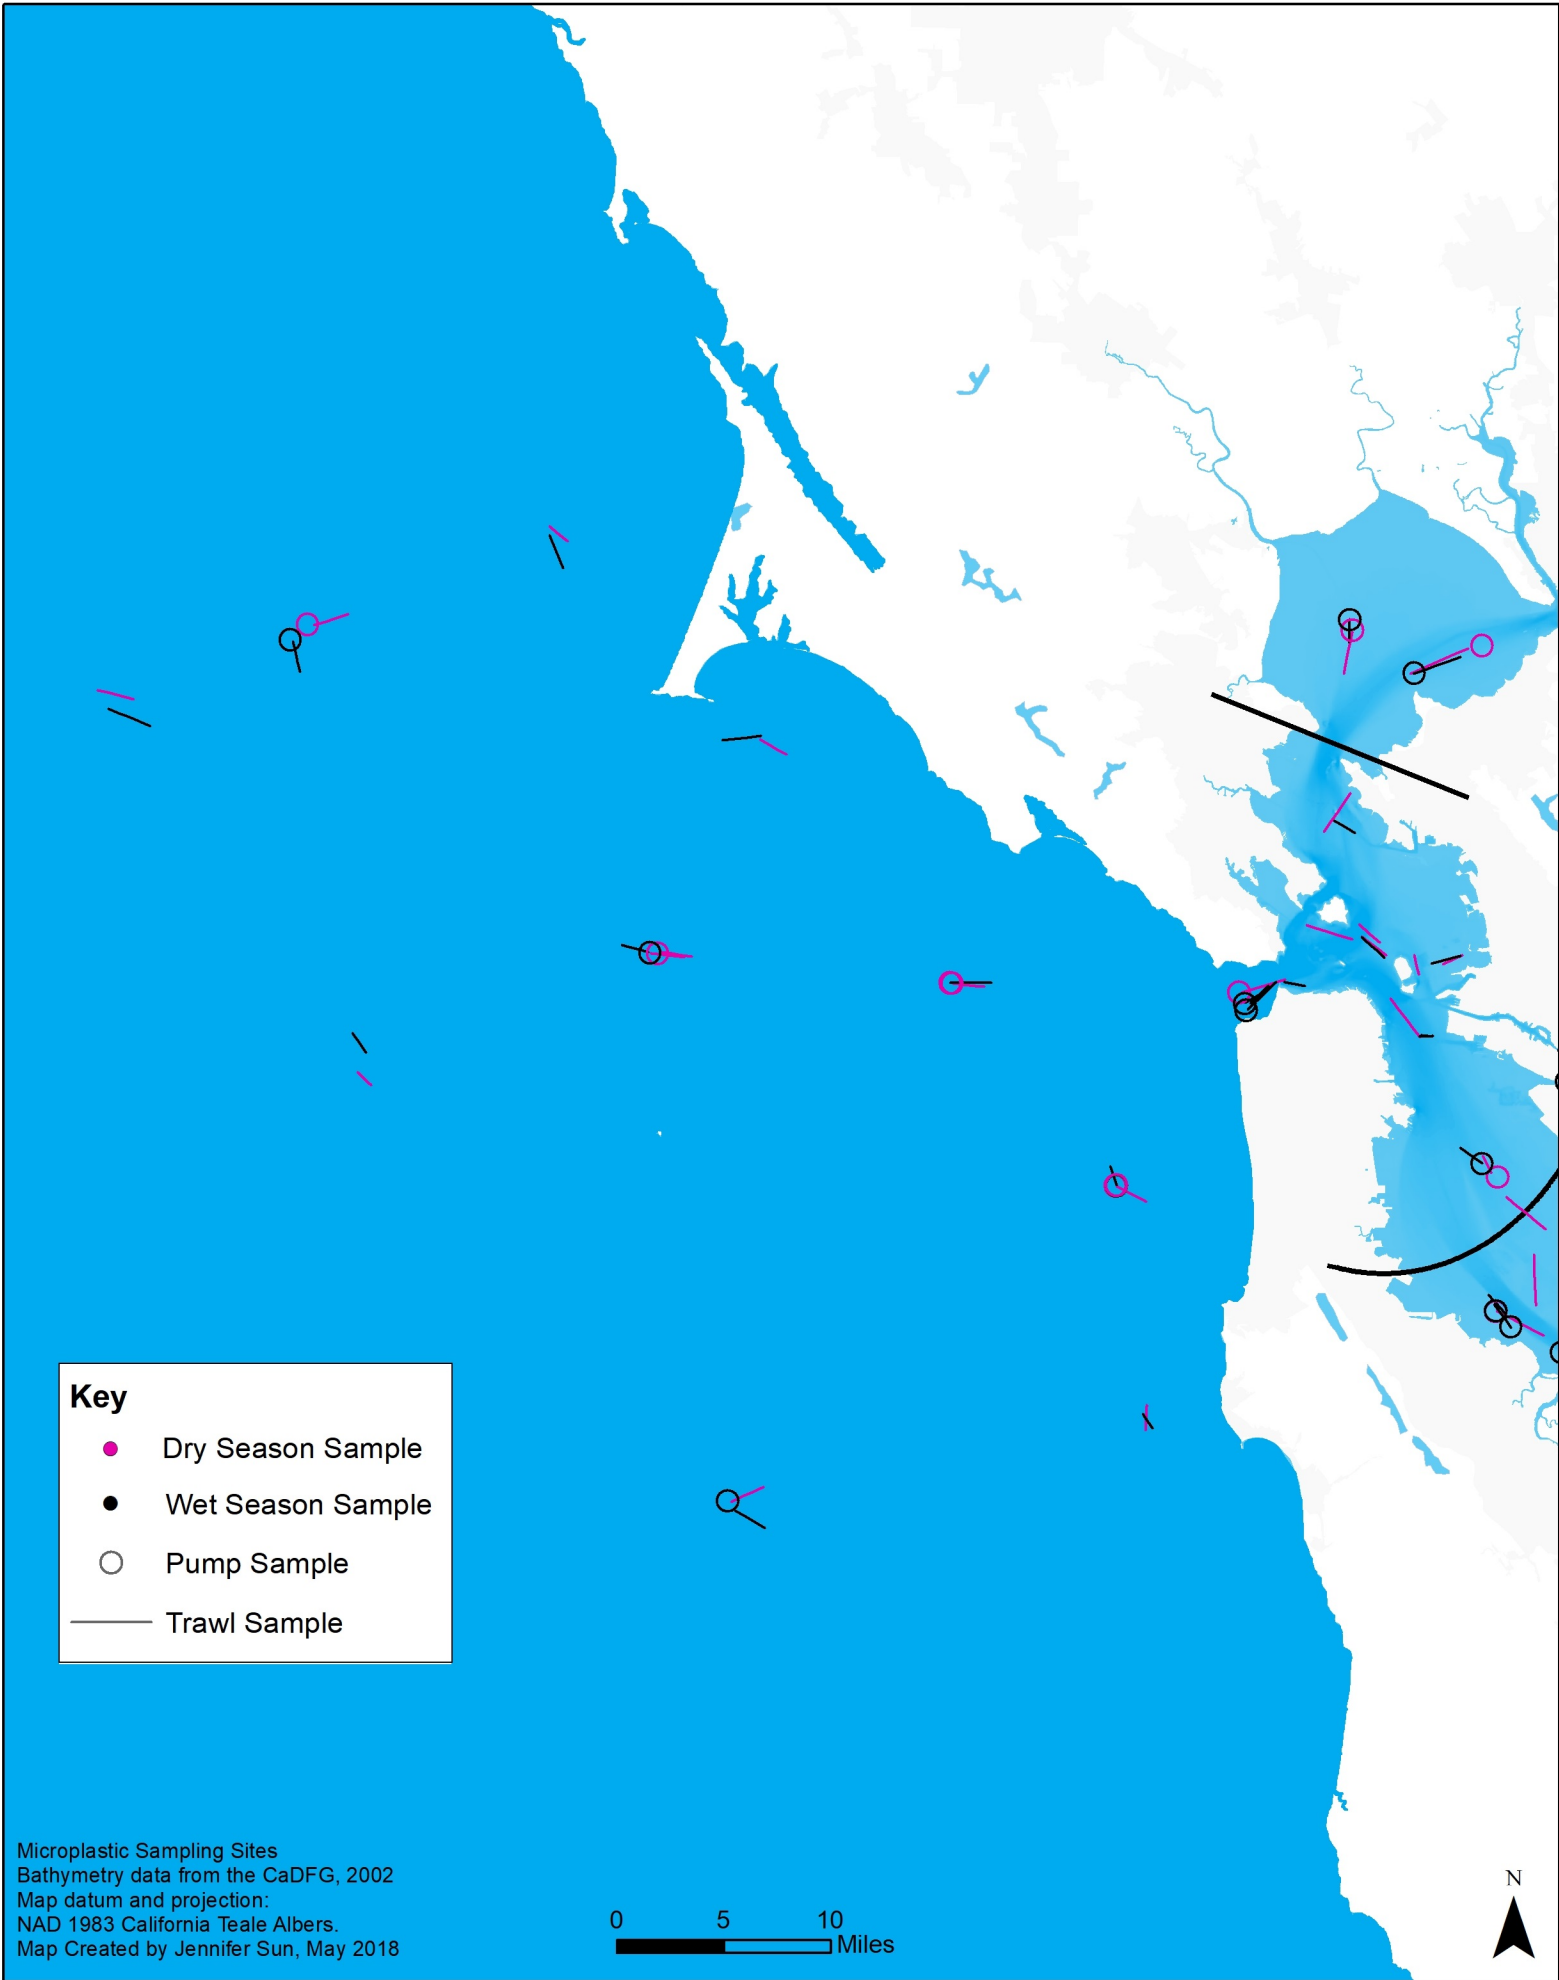 Key
Dry Season Sample
Wet Season Sample
Pump Sample
Trawl Sample
Microplastic Sampling Sites
Bathymetry data from the CaDFG, 2002
Map datum and projection:
NAD 1983 California Teale Albers.
Map Created by Jennifer Sun, May 2018
0 5 10
Miles
N